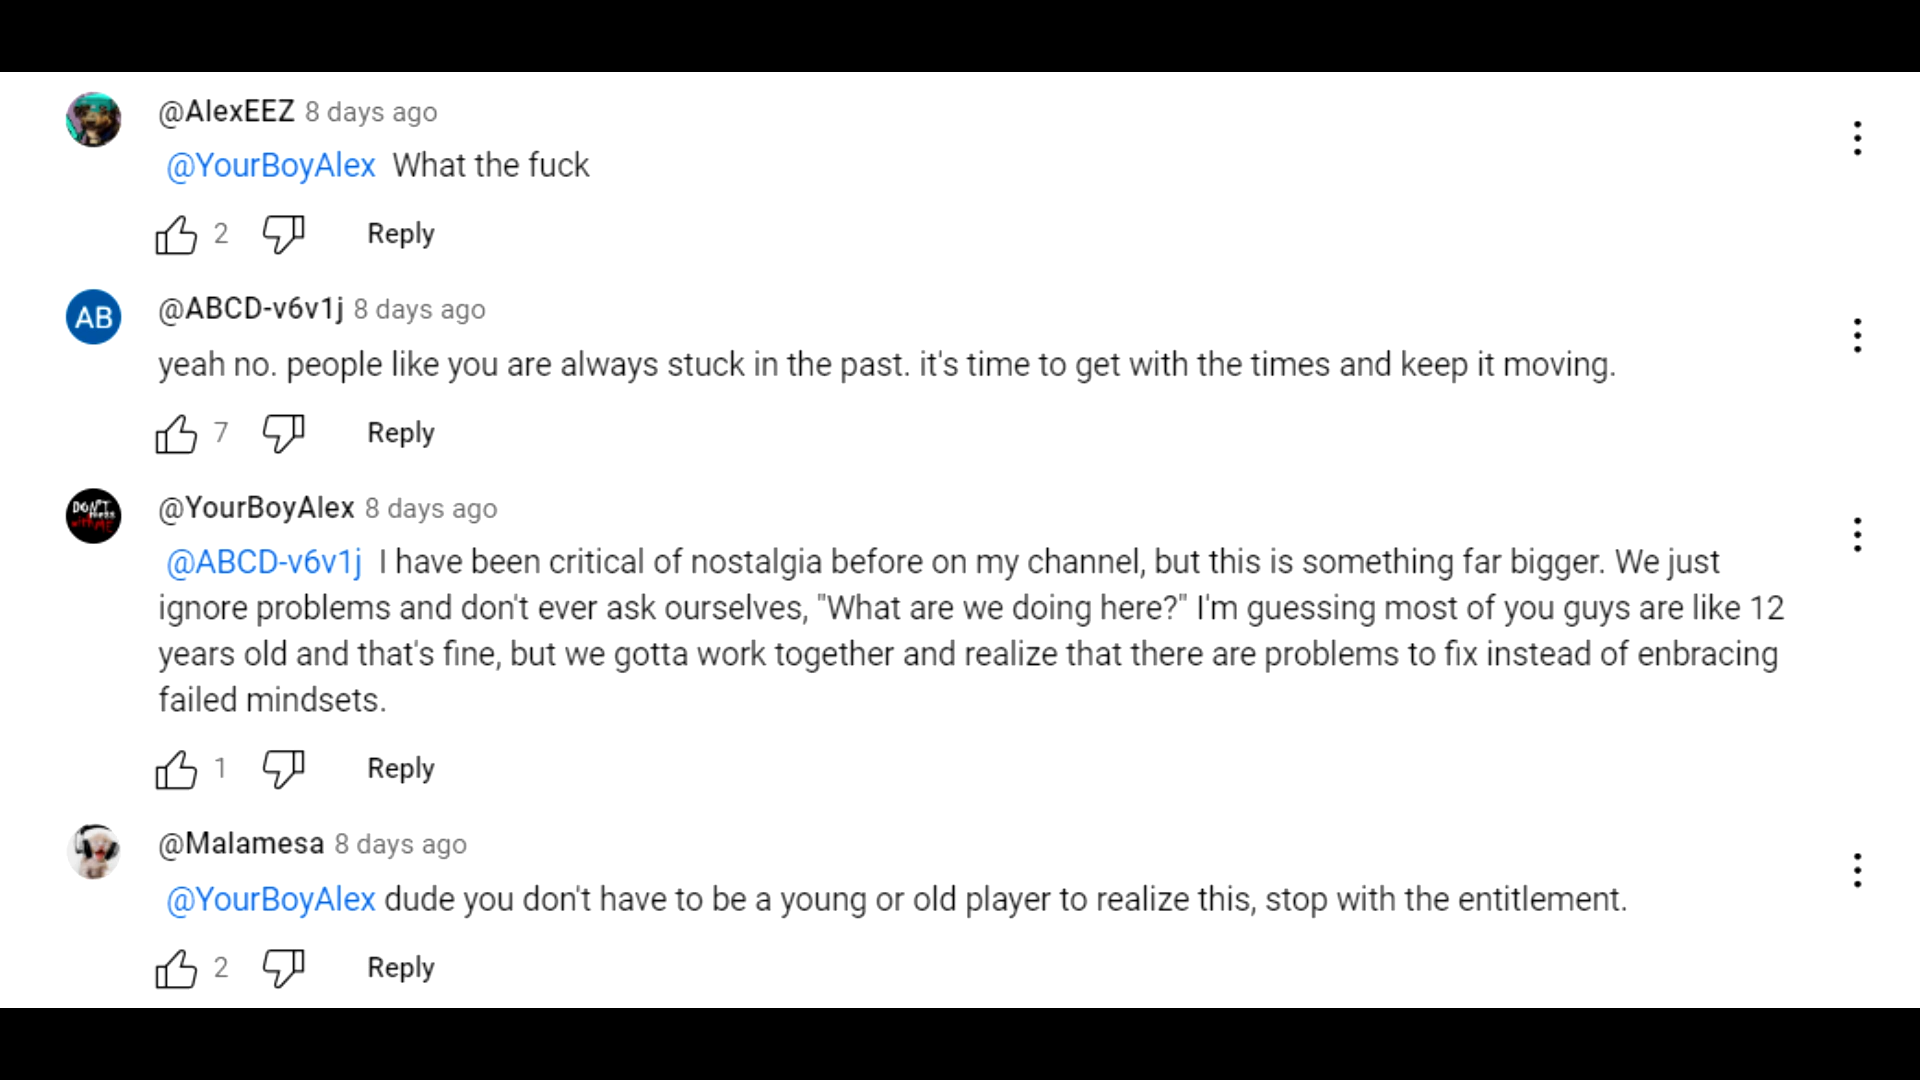 @AlexEEZ 8 days ago
@YourBoyAlex What the fuck
2 Reply
AB
@ABCD-v6v1j 8 days ago
yeah no. people like you are always stuck in the past. it's time to get with the times and keep it moving.
7 Reply
DON'T
mess
with ME
@YourBoyAlex 8 days ago
@ABCD-v6v1j I have been critical of nostalgia before on my channel, but this is something far bigger. We just
ignore problems and don't ever ask ourselves, "What are we doing here?" I'm guessing most of you guys are like 12
years old and that's fine, but we gotta work together and realize that there are problems to fix instead of enbracing
failed mindsets.
1 Reply
@Malamesa 8 days ago
@YourBoyAlex dude you don't have to be a young or old player to realize this, stop with the entitlement.
2 Reply